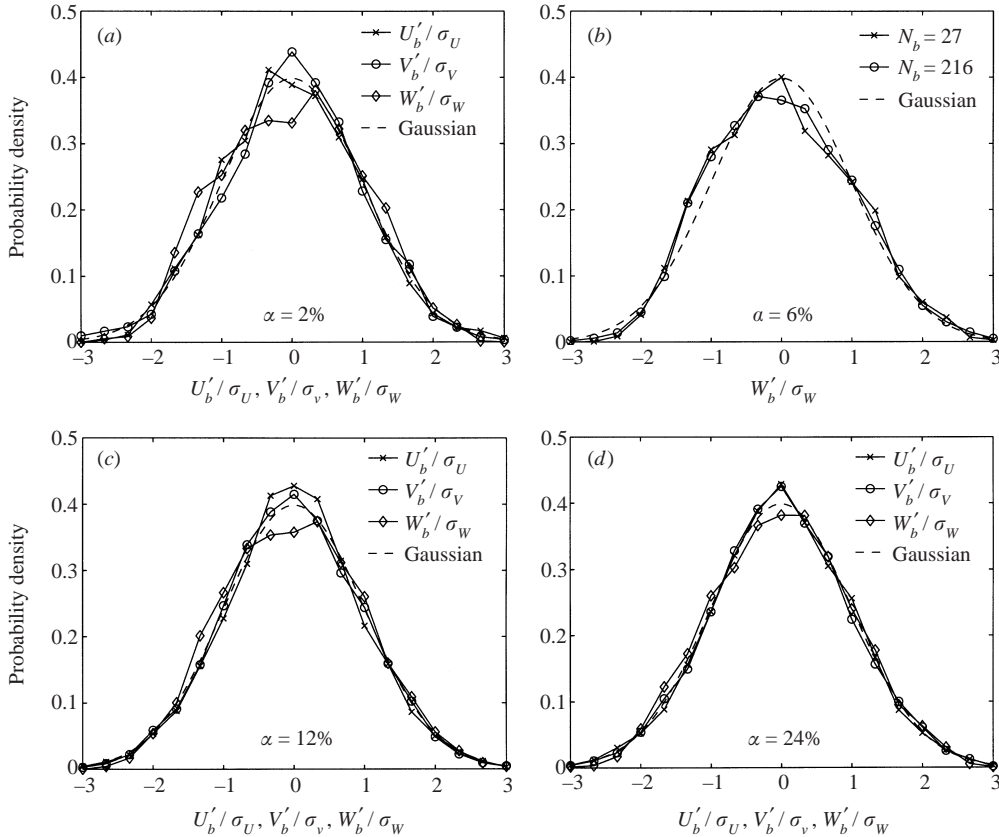 (a)
U′b / σU
V′b / σV
W′b / σW
Gaussian
Probability density
0.5
0.4
0.3
0.2
0.1
0
α = 2%
−3 −2 −1 0 1 2 3
U′b / σU , V′b / σv , W′b / σW
(b)
Nb = 27
Nb = 216
Gaussian
0.5
0.4
0.3
0.2
0.1
0
a = 6%
−3 −2 −1 0 1 2 3
W′b / σW
(c)
U′b / σU
V′b / σV
W′b / σW
Gaussian
Probability density
0.5
0.4
0.3
0.2
0.1
0
α = 12%
−3 −2 −1 0 1 2 3
U′b / σU , V′b / σv , W′b / σW
(d)
U′b / σU
V′b / σV
W′b / σW
Gaussian
0.5
0.4
0.3
0.2
0.1
0
α = 24%
−3 −2 −1 0 1 2 3
U′b / σU , V′b / σv , W′b / σW